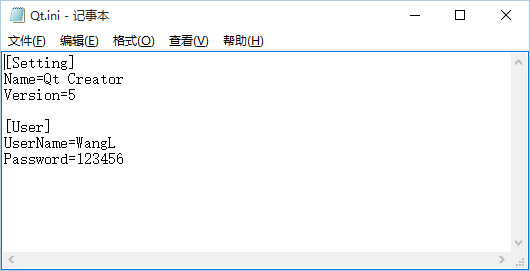 Qt.ini - 记事本
文件(F) 编辑(E) 格式(O) 查看(V) 帮助(H)
[Setting]
Name=Qt Creator
Version=5
[User]
UserName=WangL
Password=123456